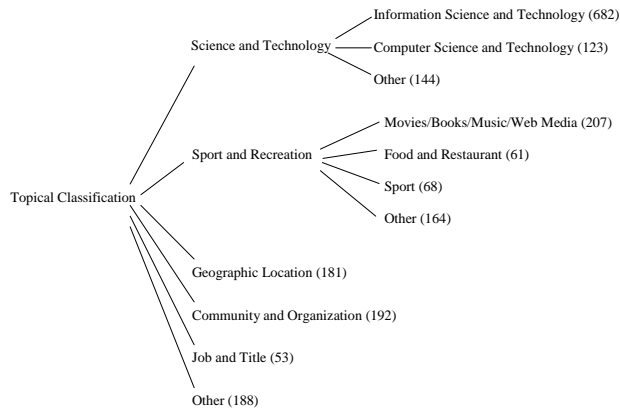 Information Science and Technology (682)
Science and Technology
Computer Science and Technology (123)
Other (144)
Movies/Books/Music/Web Media (207)
Sport and Recreation
Food and Restaurant (61)
Sport (68)
Other (164)
Topical Classification
Geographic Location (181)
Community and Organization (192)
Job and Title (53)
Other (188)